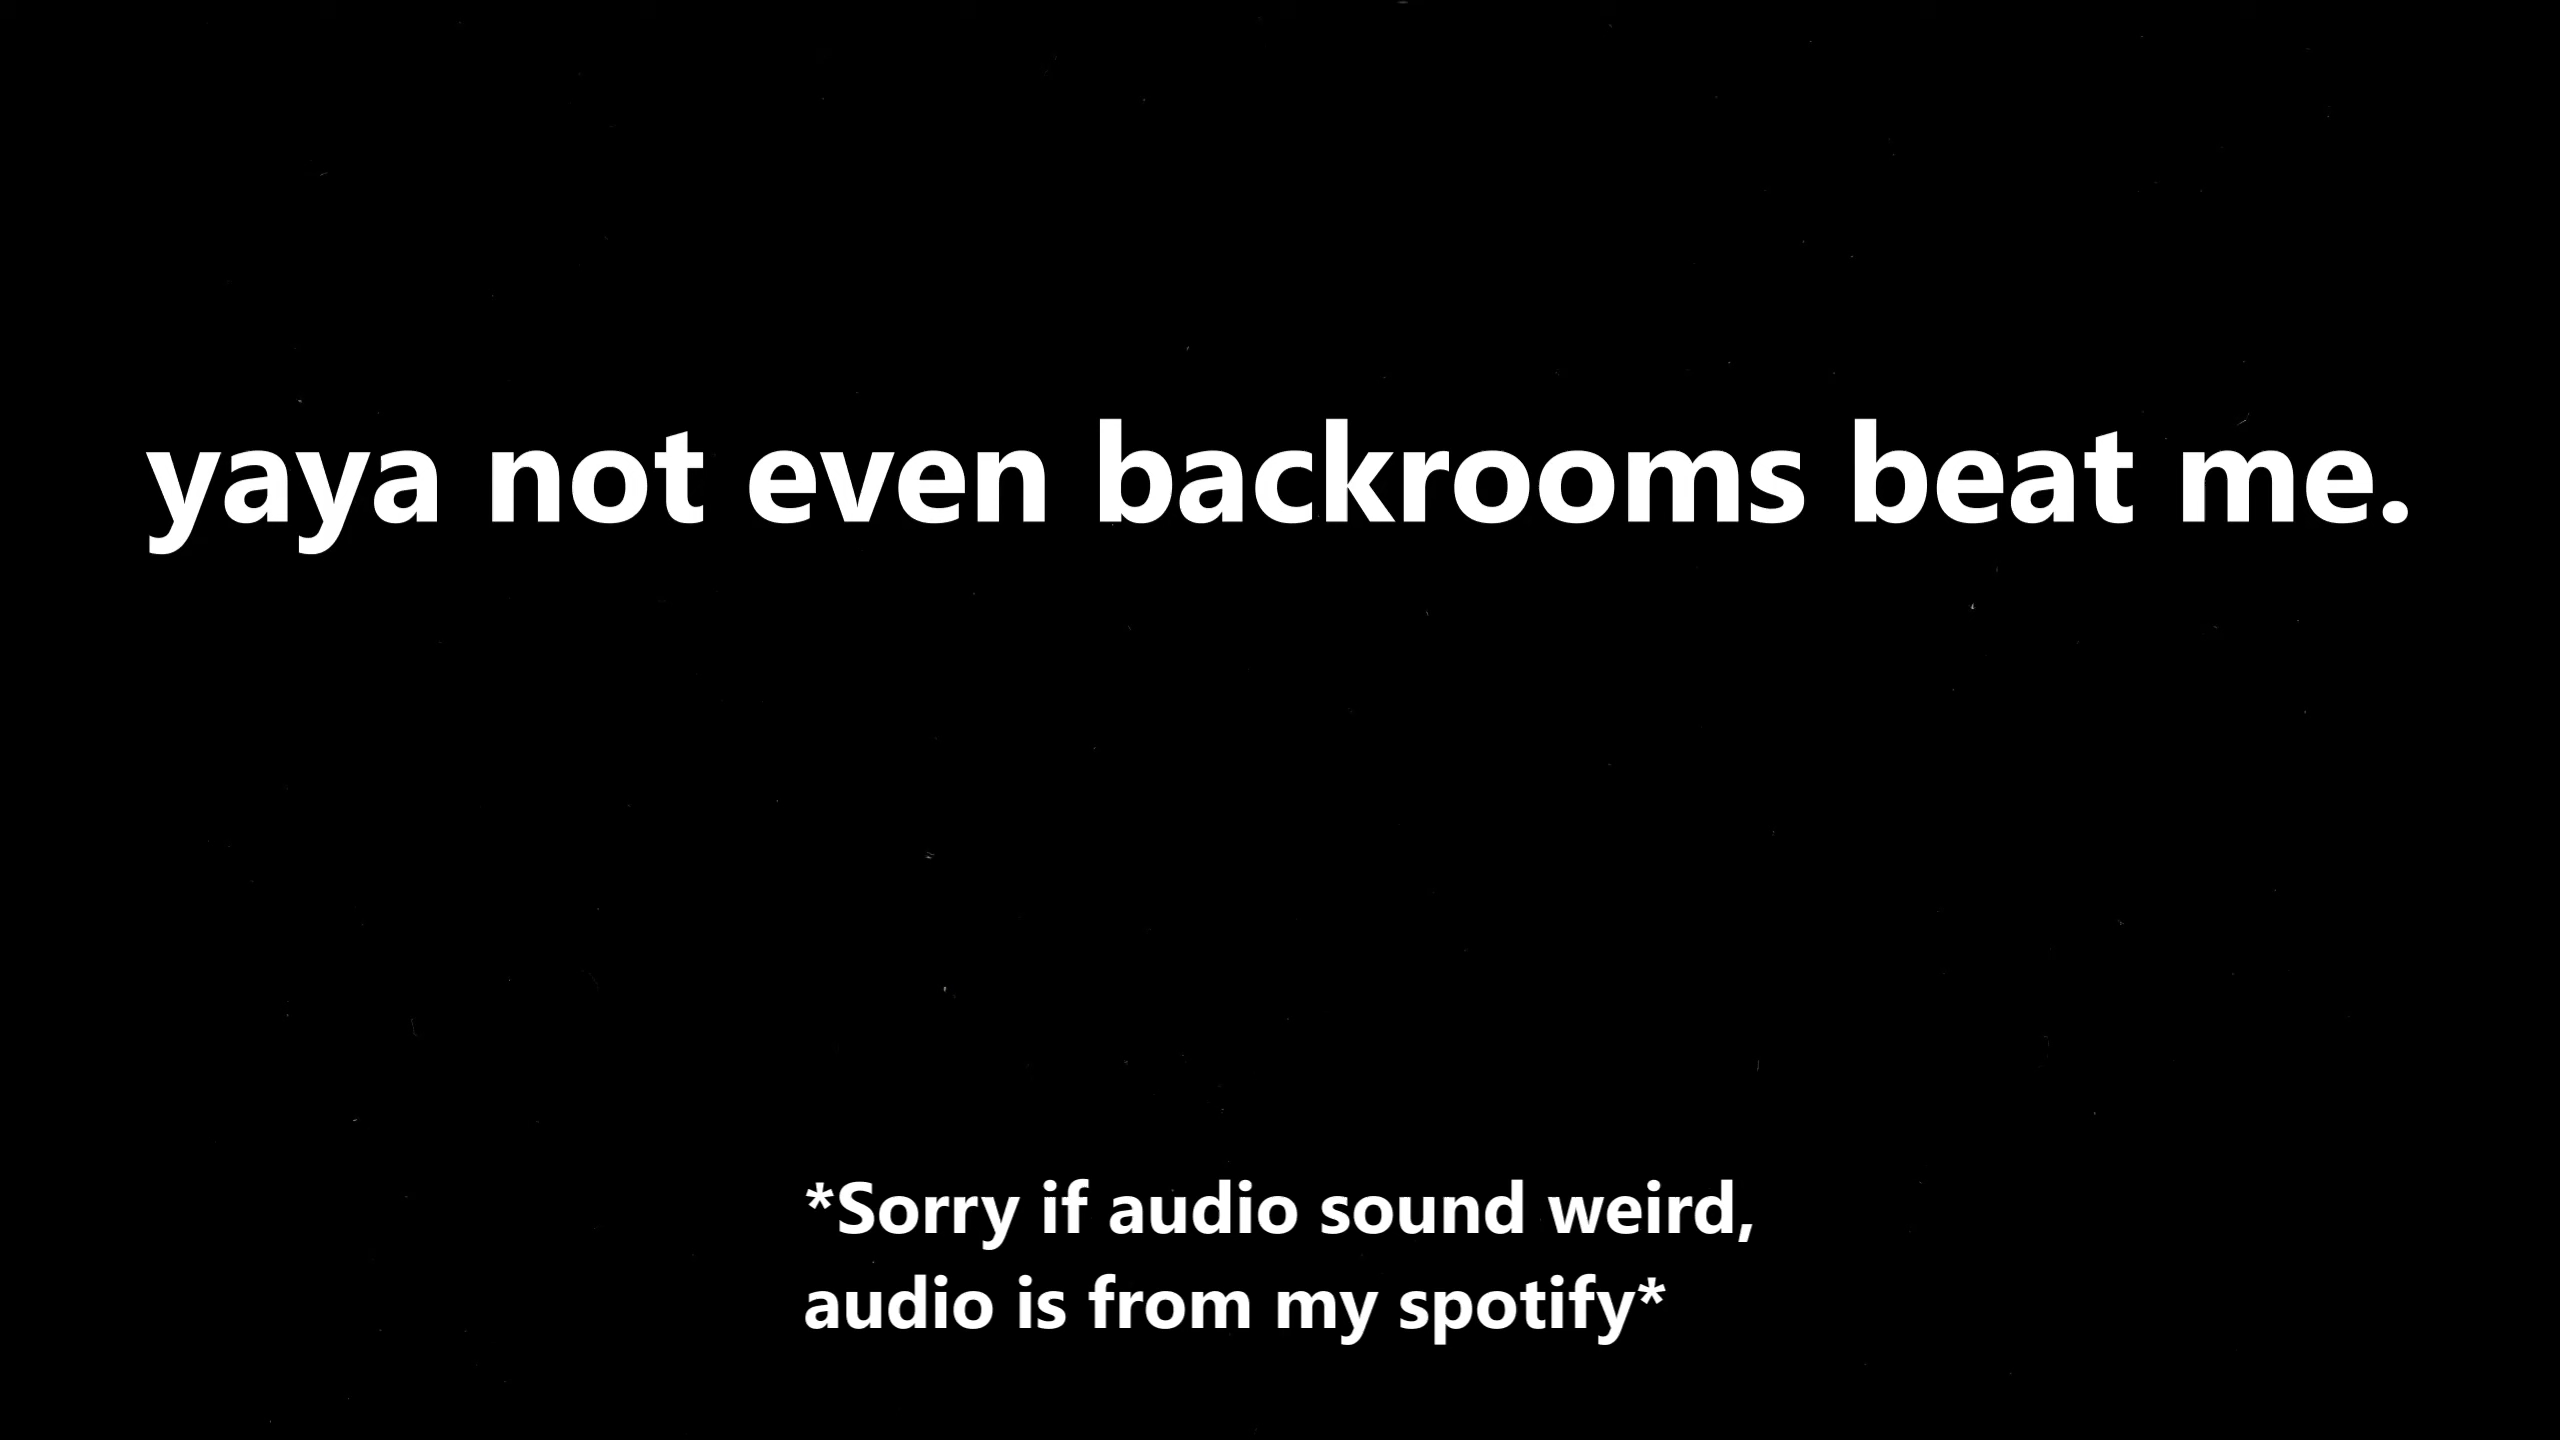 yaya not even backrooms beat me.
*Sorry if audio sound weird,
audio is from my spotify*